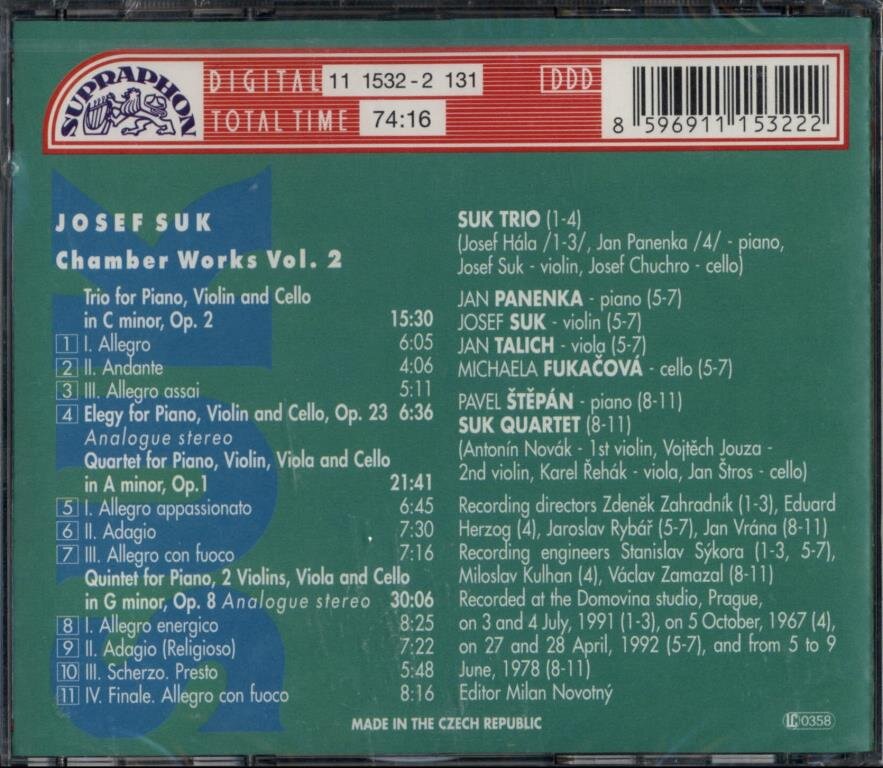 SUPRAPHON
DIGITAL 11 1532-2 131 DDD
TOTAL TIME 74:16
8 596911 153222
SUK
JOSEF SUK
Chamber Works Vol. 2
Trio for Piano, Violin and Cello
in C minor, Op. 2 15:30
1 I. Allegro 6:05
2 II. Andante 4:06
3 III. Allegro assai 5:11
4 Elegy for Piano, Violin and Cello, Op. 23 6:36
Analogue stereo
Quartet for Piano, Violin, Viola and Cello
in A minor, Op.1 21:41
5 I. Allegro appassionato 6:45
6 II. Adagio 7:30
7 III. Allegro con fuoco 7:16
Quintet for Piano, 2 Violins, Viola and Cello
in G minor, Op. 8 Analogue stereo 30:06
8 I. Allegro energico 8:25
9 II. Adagio (Religioso) 7:22
10 III. Scherzo. Presto 5:48
11 IV. Finale. Allegro con fuoco 8:16
SUK TRIO (1-4)
(Josef Hála /1-3/, Jan Panenka /4/ - piano,
Josef Suk - violin, Josef Chuchro - cello)
JAN PANENKA - piano (5-7)
JOSEF SUK - violin (5-7)
JAN TALICH - viola (5-7)
MICHAELA FUKAČOVÁ - cello (5-7)
PAVEL ŠTĚPÁN - piano (8-11)
SUK QUARTET (8-11)
(Antonín Novák - 1st violin, Vojtěch Jouza -
2nd violin, Karel Řehák - viola, Jan Štros - cello)
Recording directors Zdeněk Zahradník (1-3), Eduard
Herzog (4), Jaroslav Rybář (5-7), Jan Vrána (8-11)
Recording engineers Stanislav Sýkora (1-3, 5-7),
Miloslav Kulhan (4), Václav Zamazal (8-11)
Recorded at the Domovina studio, Prague,
on 3 and 4 July, 1991 (1-3), on 5 October, 1967 (4),
on 27 and 28 April, 1992 (5-7), and from 5 to 9
June, 1978 (8-11)
Editor Milan Novotný
MADE IN THE CZECH REPUBLIC
LC 0358